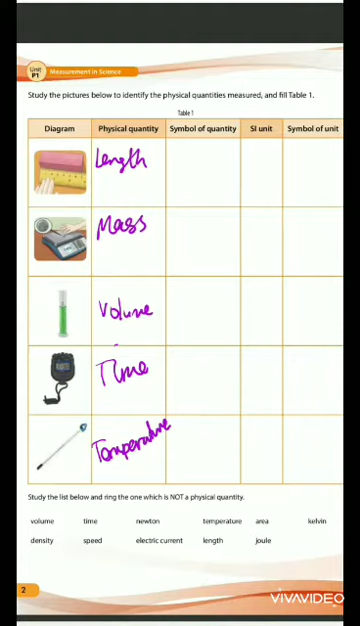 Unit
P1
Measurement in Science
Study the pictures below to identify the physical quantities measured, and fill Table 1.
Table 1
Diagram Physical quantity Symbol of quantity SI unit Symbol of unit
Length
Mass
Volume
Time
Temperature
Study the list below and ring the one which is NOT a physical quantity.
volume time newton temperature area kelvin
density speed electric current length joule
2
VIVAVIDEO